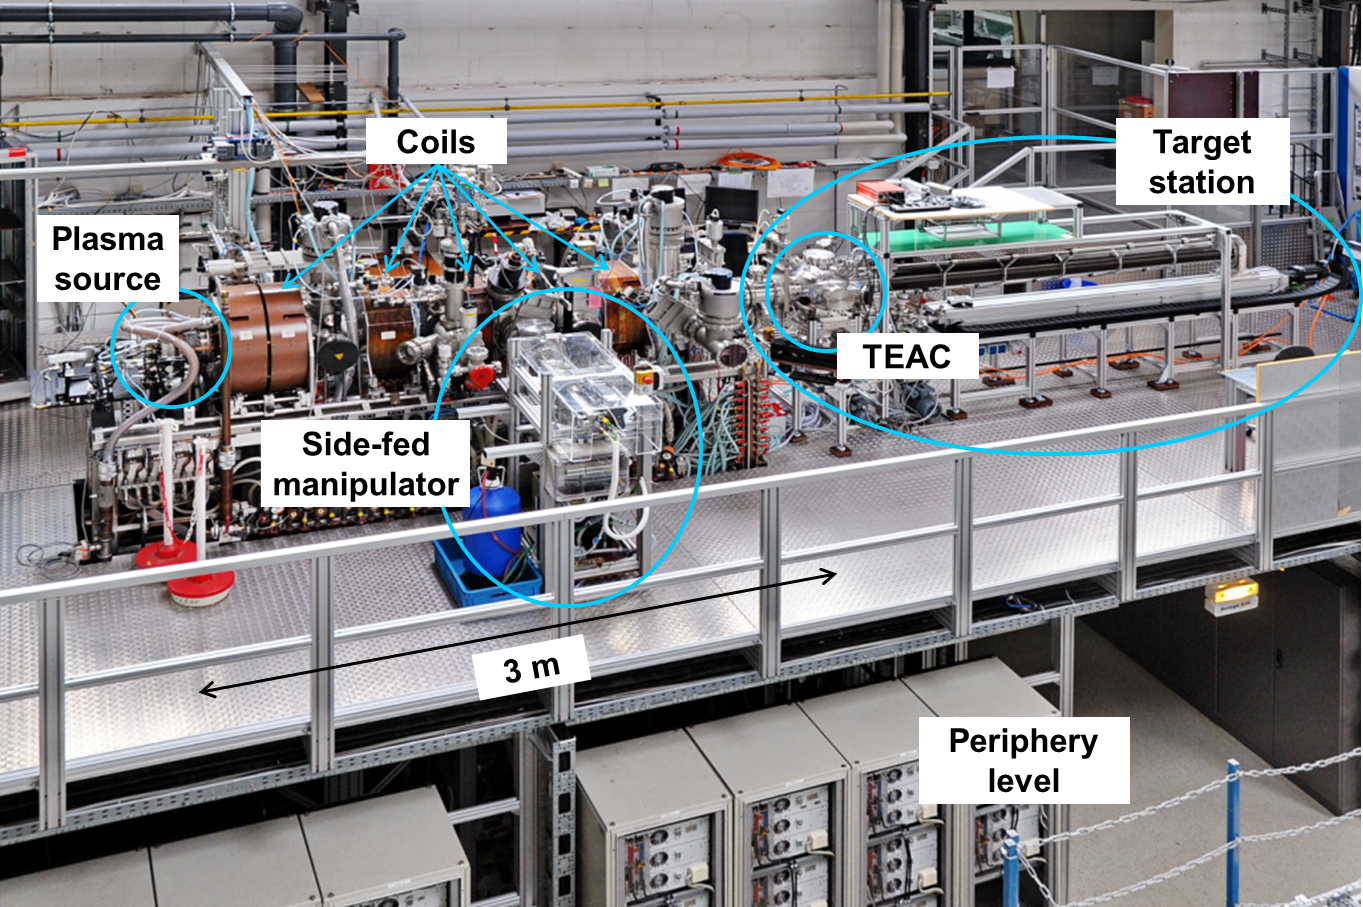 Coils
Target
station
Plasma
source
TEAC
Side-fed
manipulator
3 m
Periphery
level